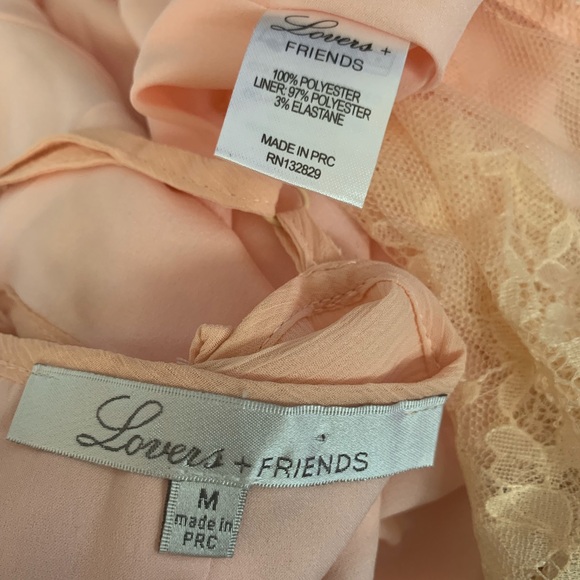 Lovers +
FRIENDS
100% POLYESTER
LINER: 97% POLYESTER
3% ELASTANE
MADE IN PRC
RN132829
Lovers + FRIENDS
M
made in
PRC